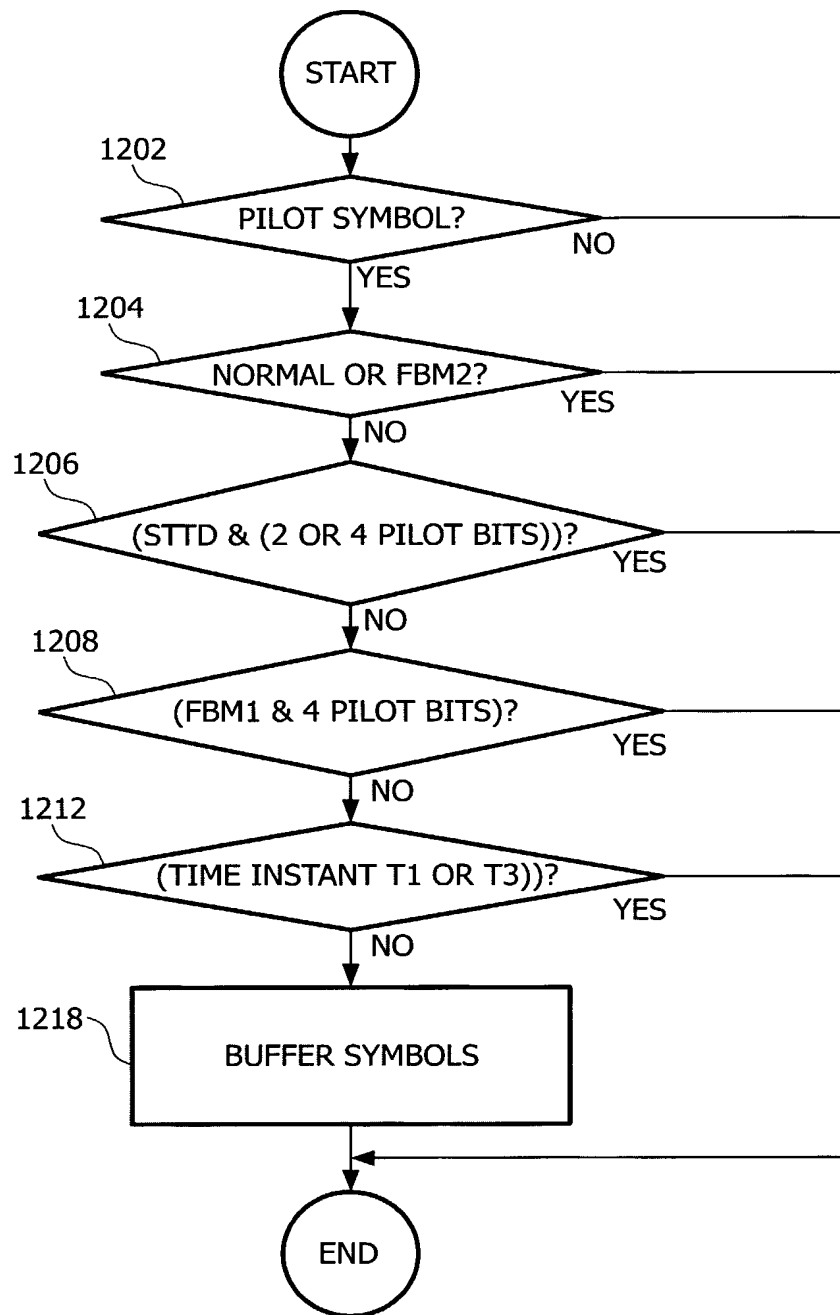 START
1202
PILOT SYMBOL?
NO
YES
1204
NORMAL OR FBM2?
YES
NO
1206
(STTD & (2 OR 4 PILOT BITS))?
YES
NO
1208
(FBM1 & 4 PILOT BITS)?
YES
NO
1212
(TIME INSTANT T1 OR T3))?
YES
NO
1218
BUFFER SYMBOLS
END